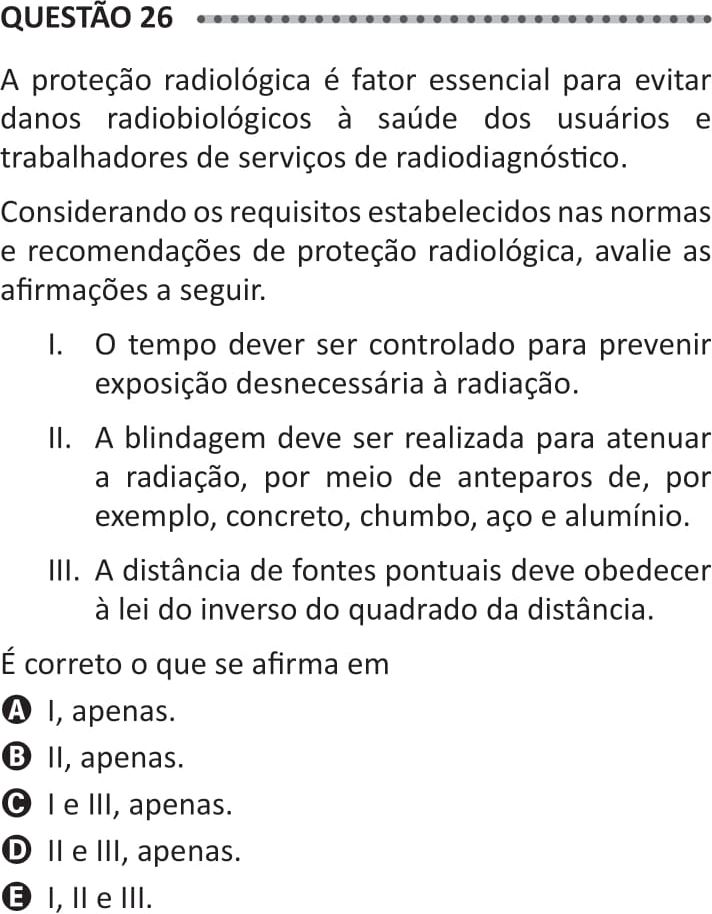 QUESTÃO 26
A proteção radiológica é fator essencial para evitar
danos radiobiológicos à saúde dos usuários e
trabalhadores de serviços de radiodiagnóstico.
Considerando os requisitos estabelecidos nas normas
e recomendações de proteção radiológica, avalie as
afirmações a seguir.
I. O tempo dever ser controlado para prevenir
exposição desnecessária à radiação.
II. A blindagem deve ser realizada para atenuar
a radiação, por meio de anteparos de, por
exemplo, concreto, chumbo, aço e alumínio.
III. A distância de fontes pontuais deve obedecer
à lei do inverso do quadrado da distância.
É correto o que se afirma em
A I, apenas.
B II, apenas.
C I e III, apenas.
D II e III, apenas.
E I, II e III.